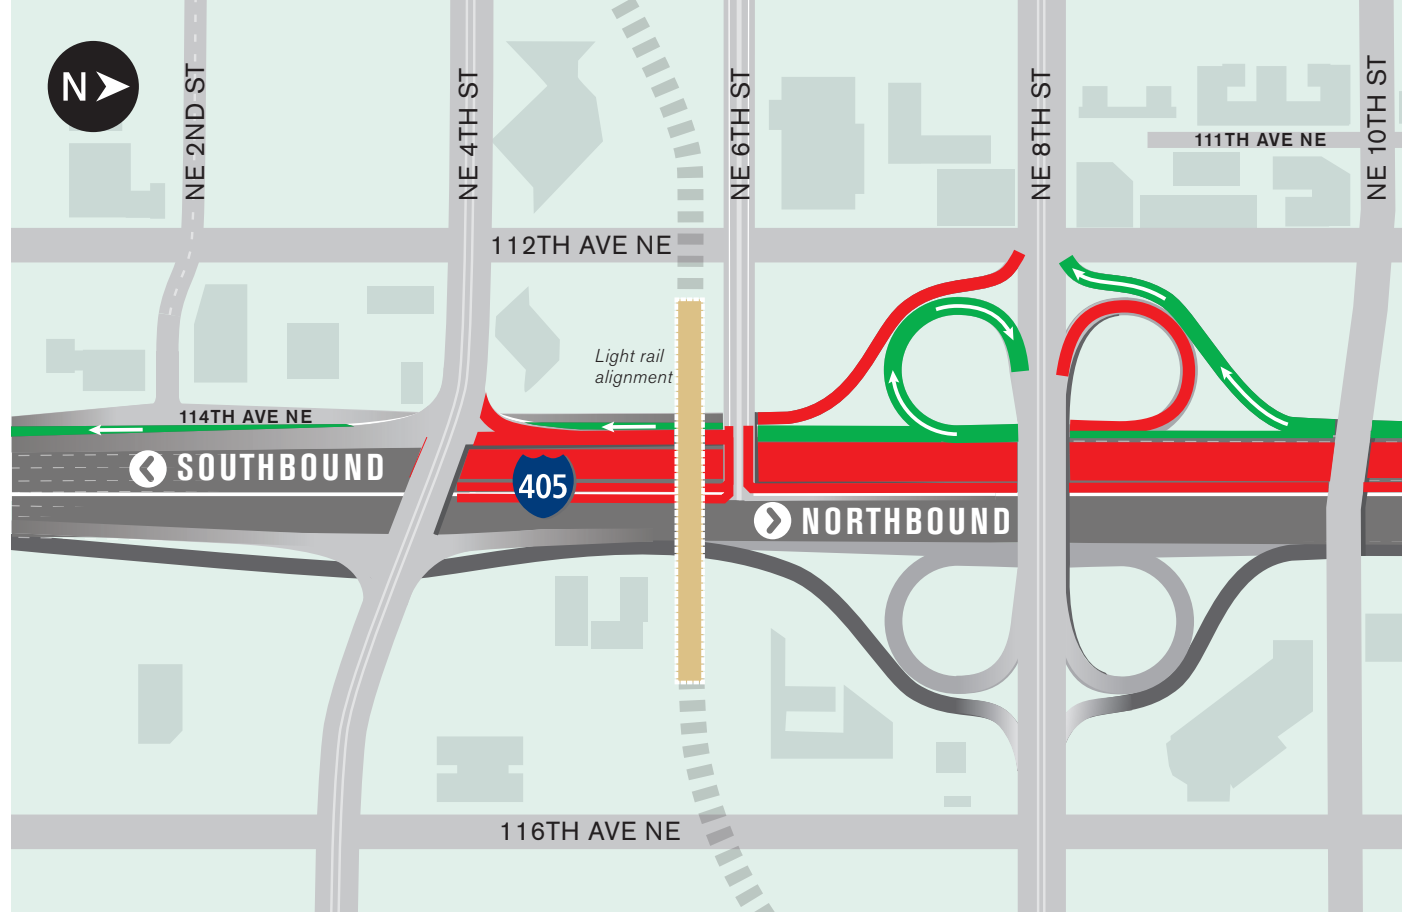 N
NE 2ND ST
NE 4TH ST
NE 6TH ST
NE 8TH ST
NE 10TH ST
111TH AVE NE
112TH AVE NE
Light rail
alignment
114TH AVE NE
SOUTHBOUND
405
NORTHBOUND
116TH AVE NE